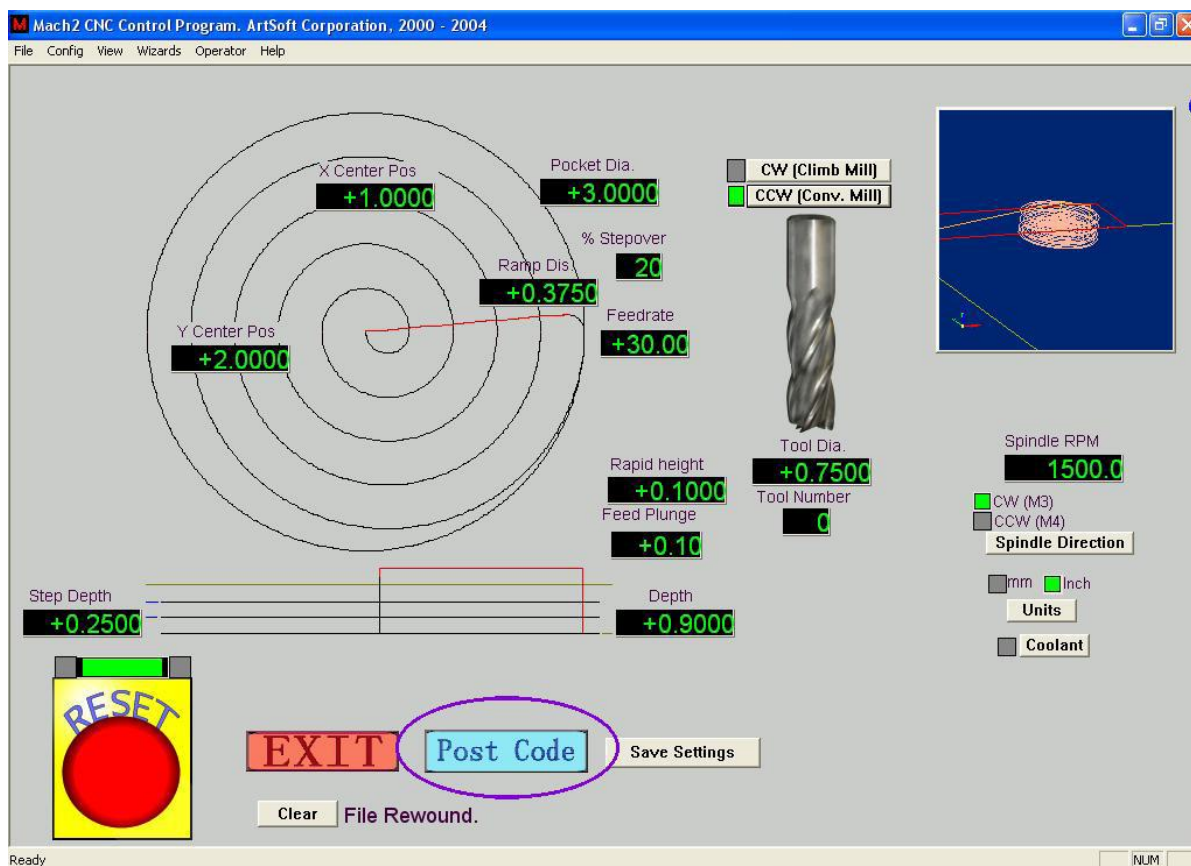 Mach2 CNC Control Program. ArtSoft Corporation, 2000 - 2004
File Config View Wizards Operator Help
X Center Pos
+1.0000
Pocket Dia.
+3.0000
CW (Climb Mill)
CCW (Conv. Mill)
% Stepover
20
Ramp Dis.
+0.3750
Feedrate
+30.00
Y Center Pos
+2.0000
Rapid height
+0.1000
Feed Plunge
+0.10
Tool Dia.
+0.7500
Tool Number
0
Spindle RPM
1500.0
CW (M3)
CCW (M4)
Spindle Direction
mm Inch
Units
Coolant
Step Depth
+0.2500
Depth
+0.9000
RESET
EXIT
Post Code
Save Settings
Clear
File Rewound.
Ready
NUM